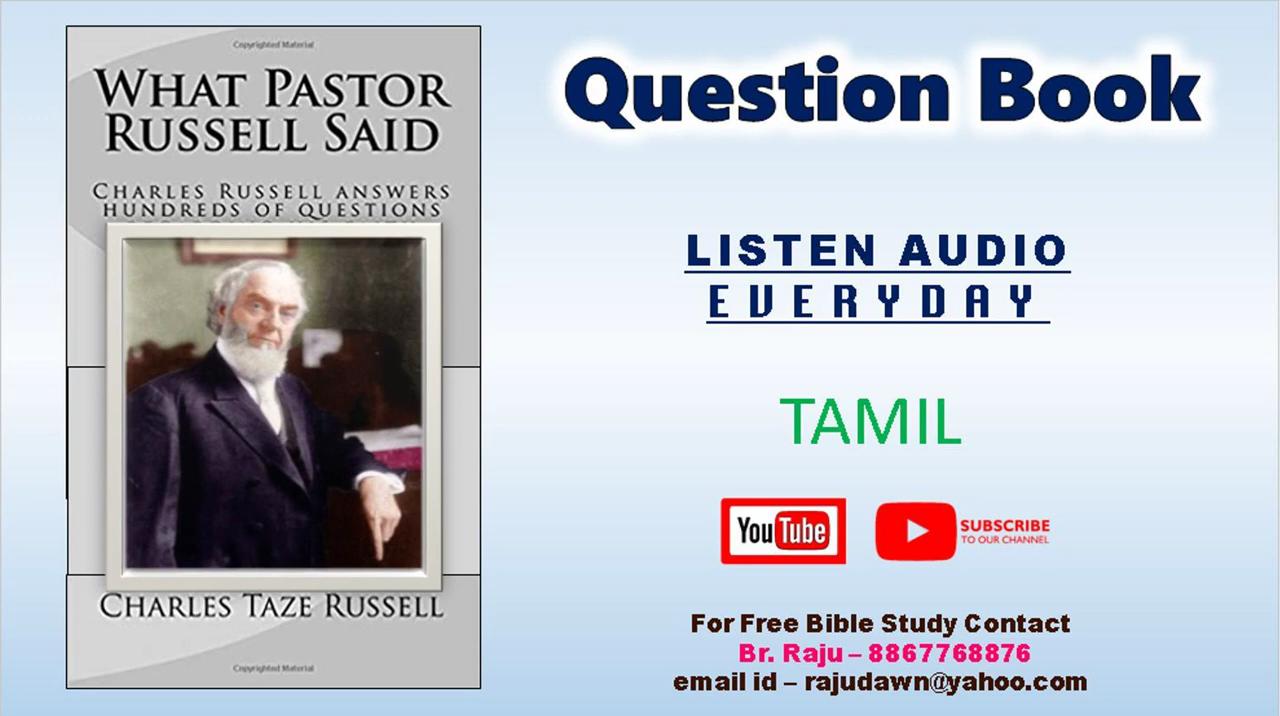 Copyrighted Material
WHAT PASTOR
RUSSELL SAID
CHARLES RUSSELL ANSWERS
HUNDREDS OF QUESTIONS
CHARLES TAZE RUSSELL
Copyrighted Material
Question Book
LISTEN AUDIO
EVERYDAY
TAMIL
YouTube
SUBSCRIBE
TO OUR CHANNEL
For Free Bible Study Contact
Br. Raju – 8867768876
email id – rajudawn@yahoo.com